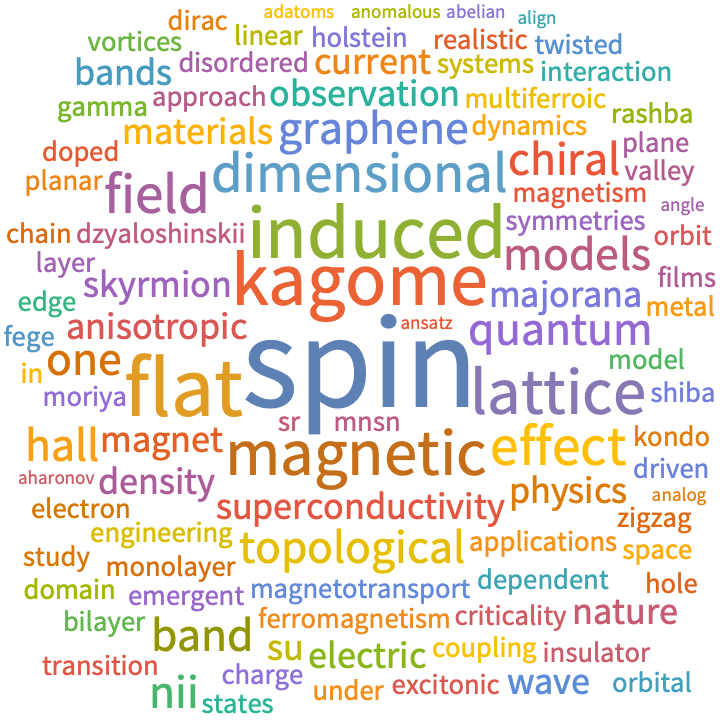 adatoms anomalous abelian align
dirac linear holstein realistic twisted
vortices disordered current systems interaction
bands gamma approach observation multiferroic rashba
materials graphene dynamics plane
doped dimensional chiral valley
planar field magnetism angle
chain dzyaloshinskii induced symmetries orbit
layer skyrmion kagome models films
edge majorana metal
fege anisotropic ansatz quantum
in one flat spin lattice model
moriya shiba
sr mnsn
hall magnet magnetic effect kondo
aharonov density driven
electron superconductivity physics analog
engineering zigzag
study monolayer topological applications space
domain emergent magnetotransport dependent hole
bilayer ferromagnetism criticality nature
band su electric coupling insulator
transition charge
nii states under excitonic wave orbital